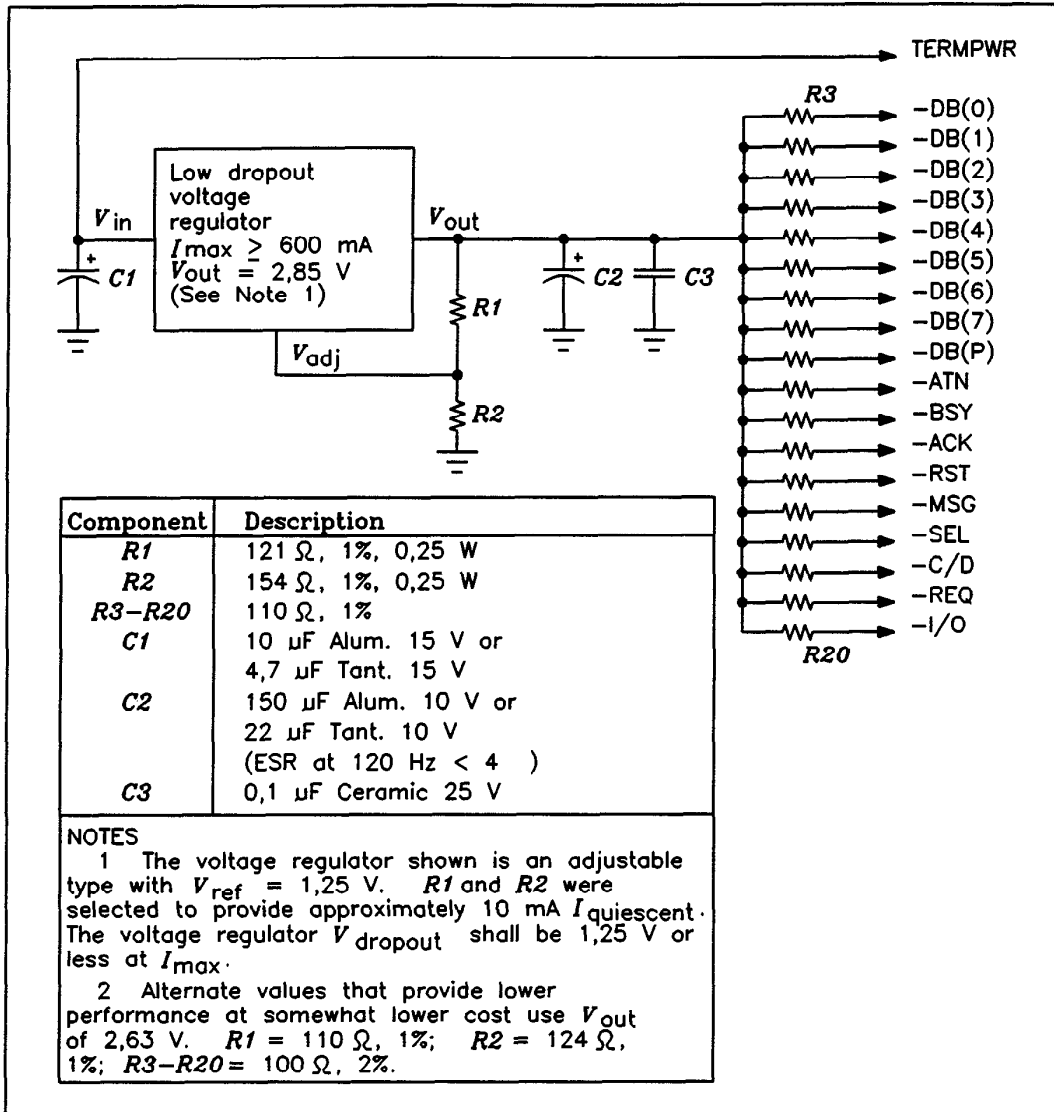 TERMPWR
R3
-DB(0)
-DB(1)
-DB(2)
-DB(3)
-DB(4)
-DB(5)
-DB(6)
-DB(7)
-DB(P)
-ATN
-BSY
-ACK
-RST
-MSG
-SEL
-C/D
-REQ
-I/O
R20
Vin
+
C1
Low dropout
voltage
regulator
Imax ≥ 600 mA
Vout = 2,85 V
(See Note 1)
Vout
Vadj
R1
R2
+
C2
C3
Component Description
R1 121 Ω, 1%, 0,25 W
R2 154 Ω, 1%, 0,25 W
R3-R20 110 Ω, 1%
C1 10 µF Alum. 15 V or
4,7 µF Tant. 15 V
C2 150 µF Alum. 10 V or
22 µF Tant. 10 V
(ESR at 120 Hz < 4 )
C3 0,1 µF Ceramic 25 V
NOTES
1 The voltage regulator shown is an adjustable
type with Vref = 1,25 V. R1 and R2 were
selected to provide approximately 10 mA Iquiescent.
The voltage regulator Vdropout shall be 1,25 V or
less at Imax.
2 Alternate values that provide lower
performance at somewhat lower cost use Vout
of 2,63 V. R1 = 110 Ω, 1%; R2 = 124 Ω,
1%; R3-R20 = 100 Ω, 2%.